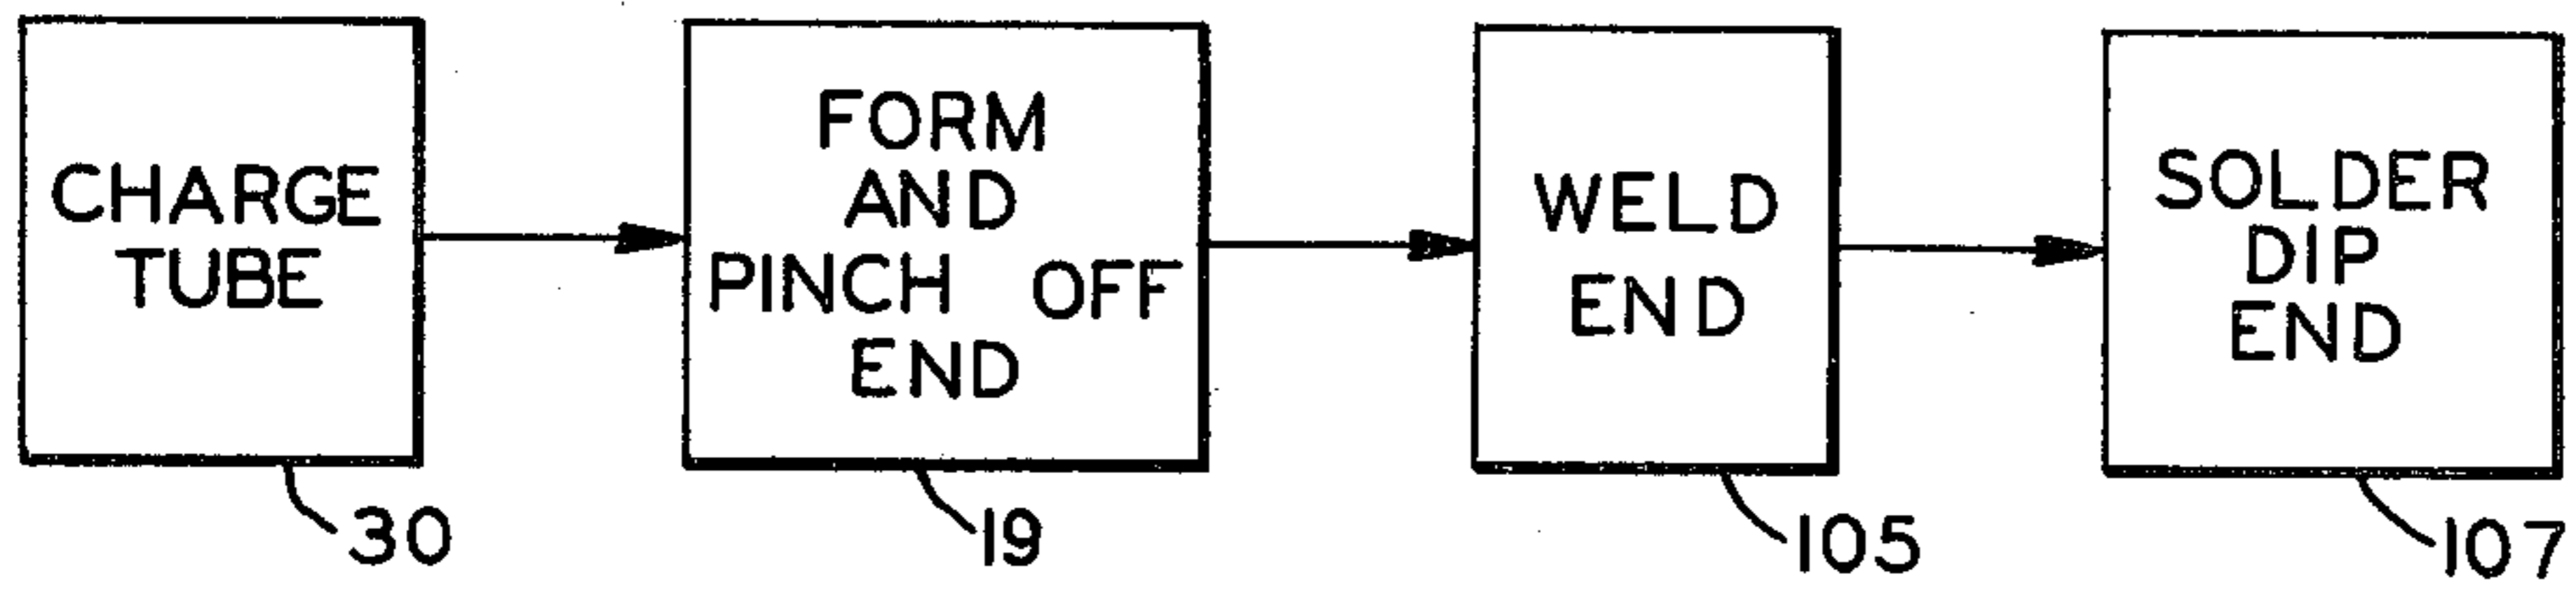 CHARGE
TUBE
FORM
AND
PINCH OFF
END
WELD
END
SOLDER
DIP
END
30
19
105
107